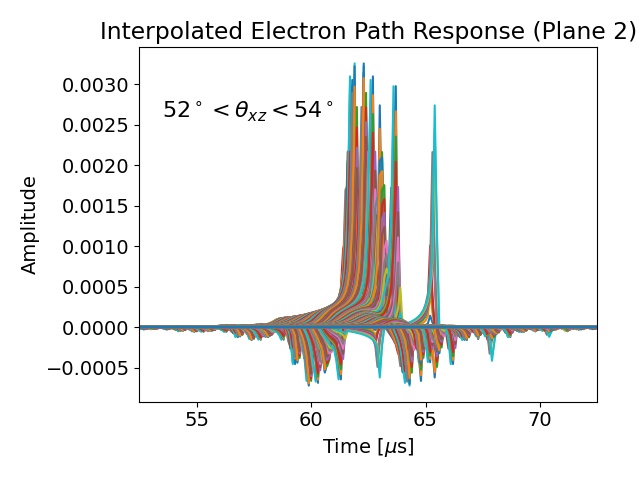 Interpolated Electron Path Response (Plane 2)
52° < θxz < 54°
Amplitude
0.0030
0.0025
0.0020
0.0015
0.0010
0.0005
0.0000
−0.0005
55 60 65 70
Time [μs]